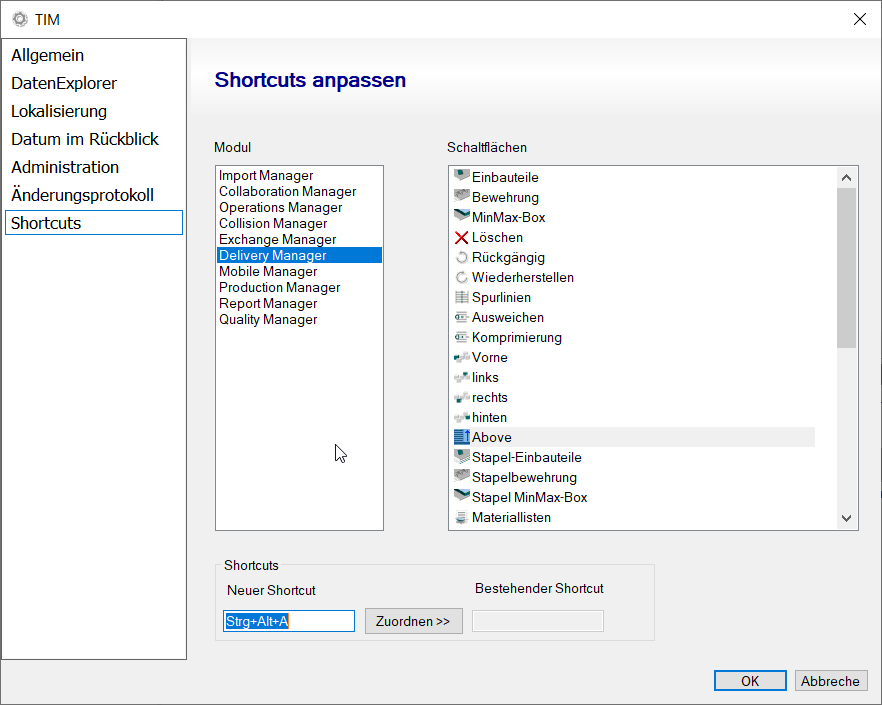 TIM
Allgemein
DatenExplorer
Lokalisierung
Datum im Rückblick
Administration
Änderungsprotokoll
Shortcuts
Shortcuts anpassen
Modul
Import Manager
Collaboration Manager
Operations Manager
Collision Manager
Exchange Manager
Delivery Manager
Mobile Manager
Production Manager
Report Manager
Quality Manager
Schaltflächen
Einbauteile
Bewehrung
MinMax-Box
Löschen
Rückgängig
Wiederherstellen
Spurlinien
Ausweichen
Komprimierung
Vorne
links
rechts
hinten
Above
Stapel-Einbauteile
Stapelbewehrung
Stapel MinMax-Box
Materiallisten
Shortcuts
Neuer Shortcut
Bestehender Shortcut
Strg+Alt+A
Zuordnen >>
OK
Abbreche